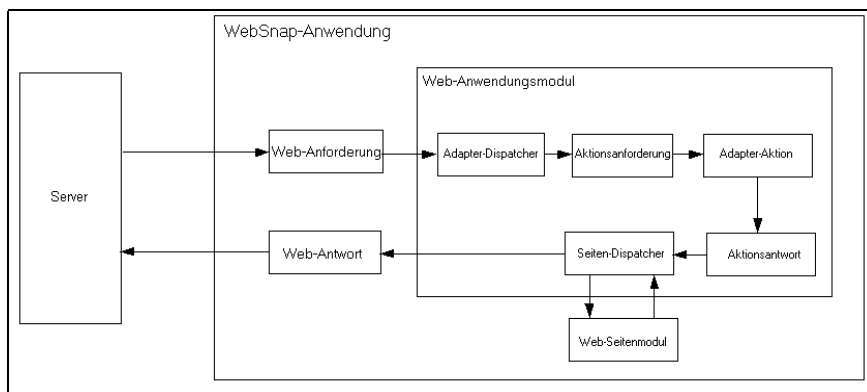 WebSnap-Anwendung
Web-Anwendungsmodul
Web-Anforderung
Adapter-Dispatcher
Aktionsanforderung
Adapter-Aktion
Server
Web-Antwort
Seiten-Dispatcher
Aktionsantwort
Web-Seitenmodul